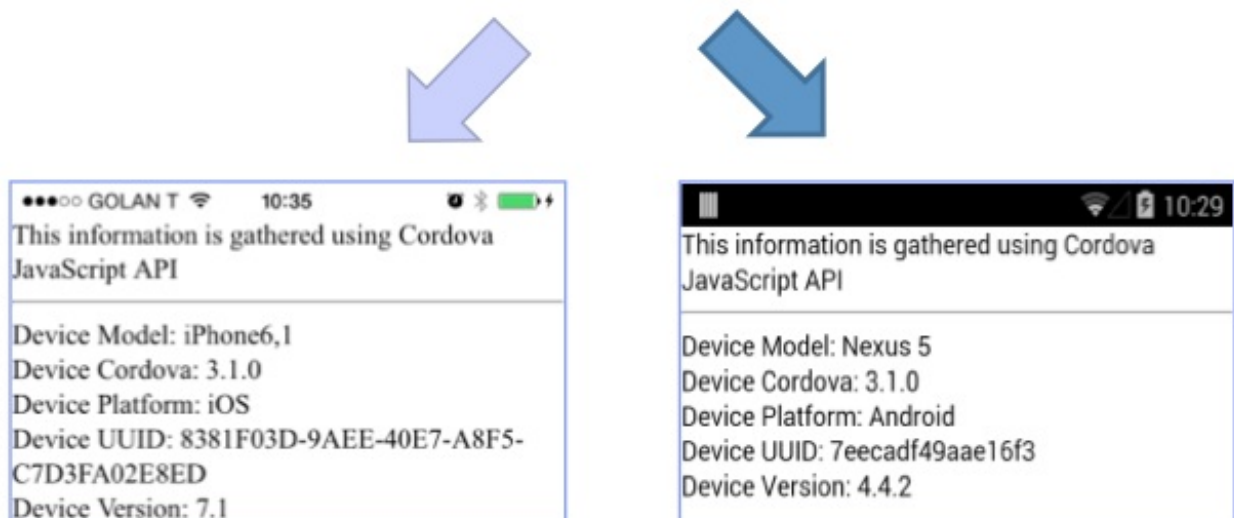 GOLAN T 10:35
This information is gathered using Cordova
JavaScript API
Device Model: iPhone6,1
Device Cordova: 3.1.0
Device Platform: iOS
Device UUID: 8381F03D-9AEE-40E7-A8F5-
C7D3FA02E8ED
Device Version: 7.1
10:29
This information is gathered using Cordova
JavaScript API
Device Model: Nexus 5
Device Cordova: 3.1.0
Device Platform: Android
Device UUID: 7eecadf49aae16f3
Device Version: 4.4.2